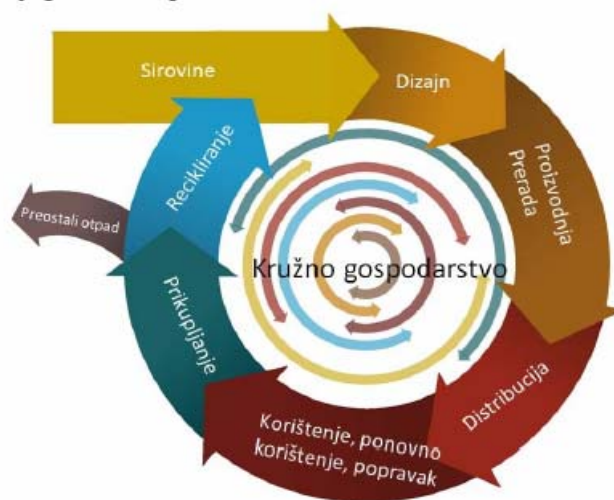 Sirovine
Dizajn
Proizvodnja
Prerada
Distribucija
Korištenje, ponovno
korištenje, popravak
Prikupljanje
Preostali otpad
Recikliranje
Kružno gospodarstvo